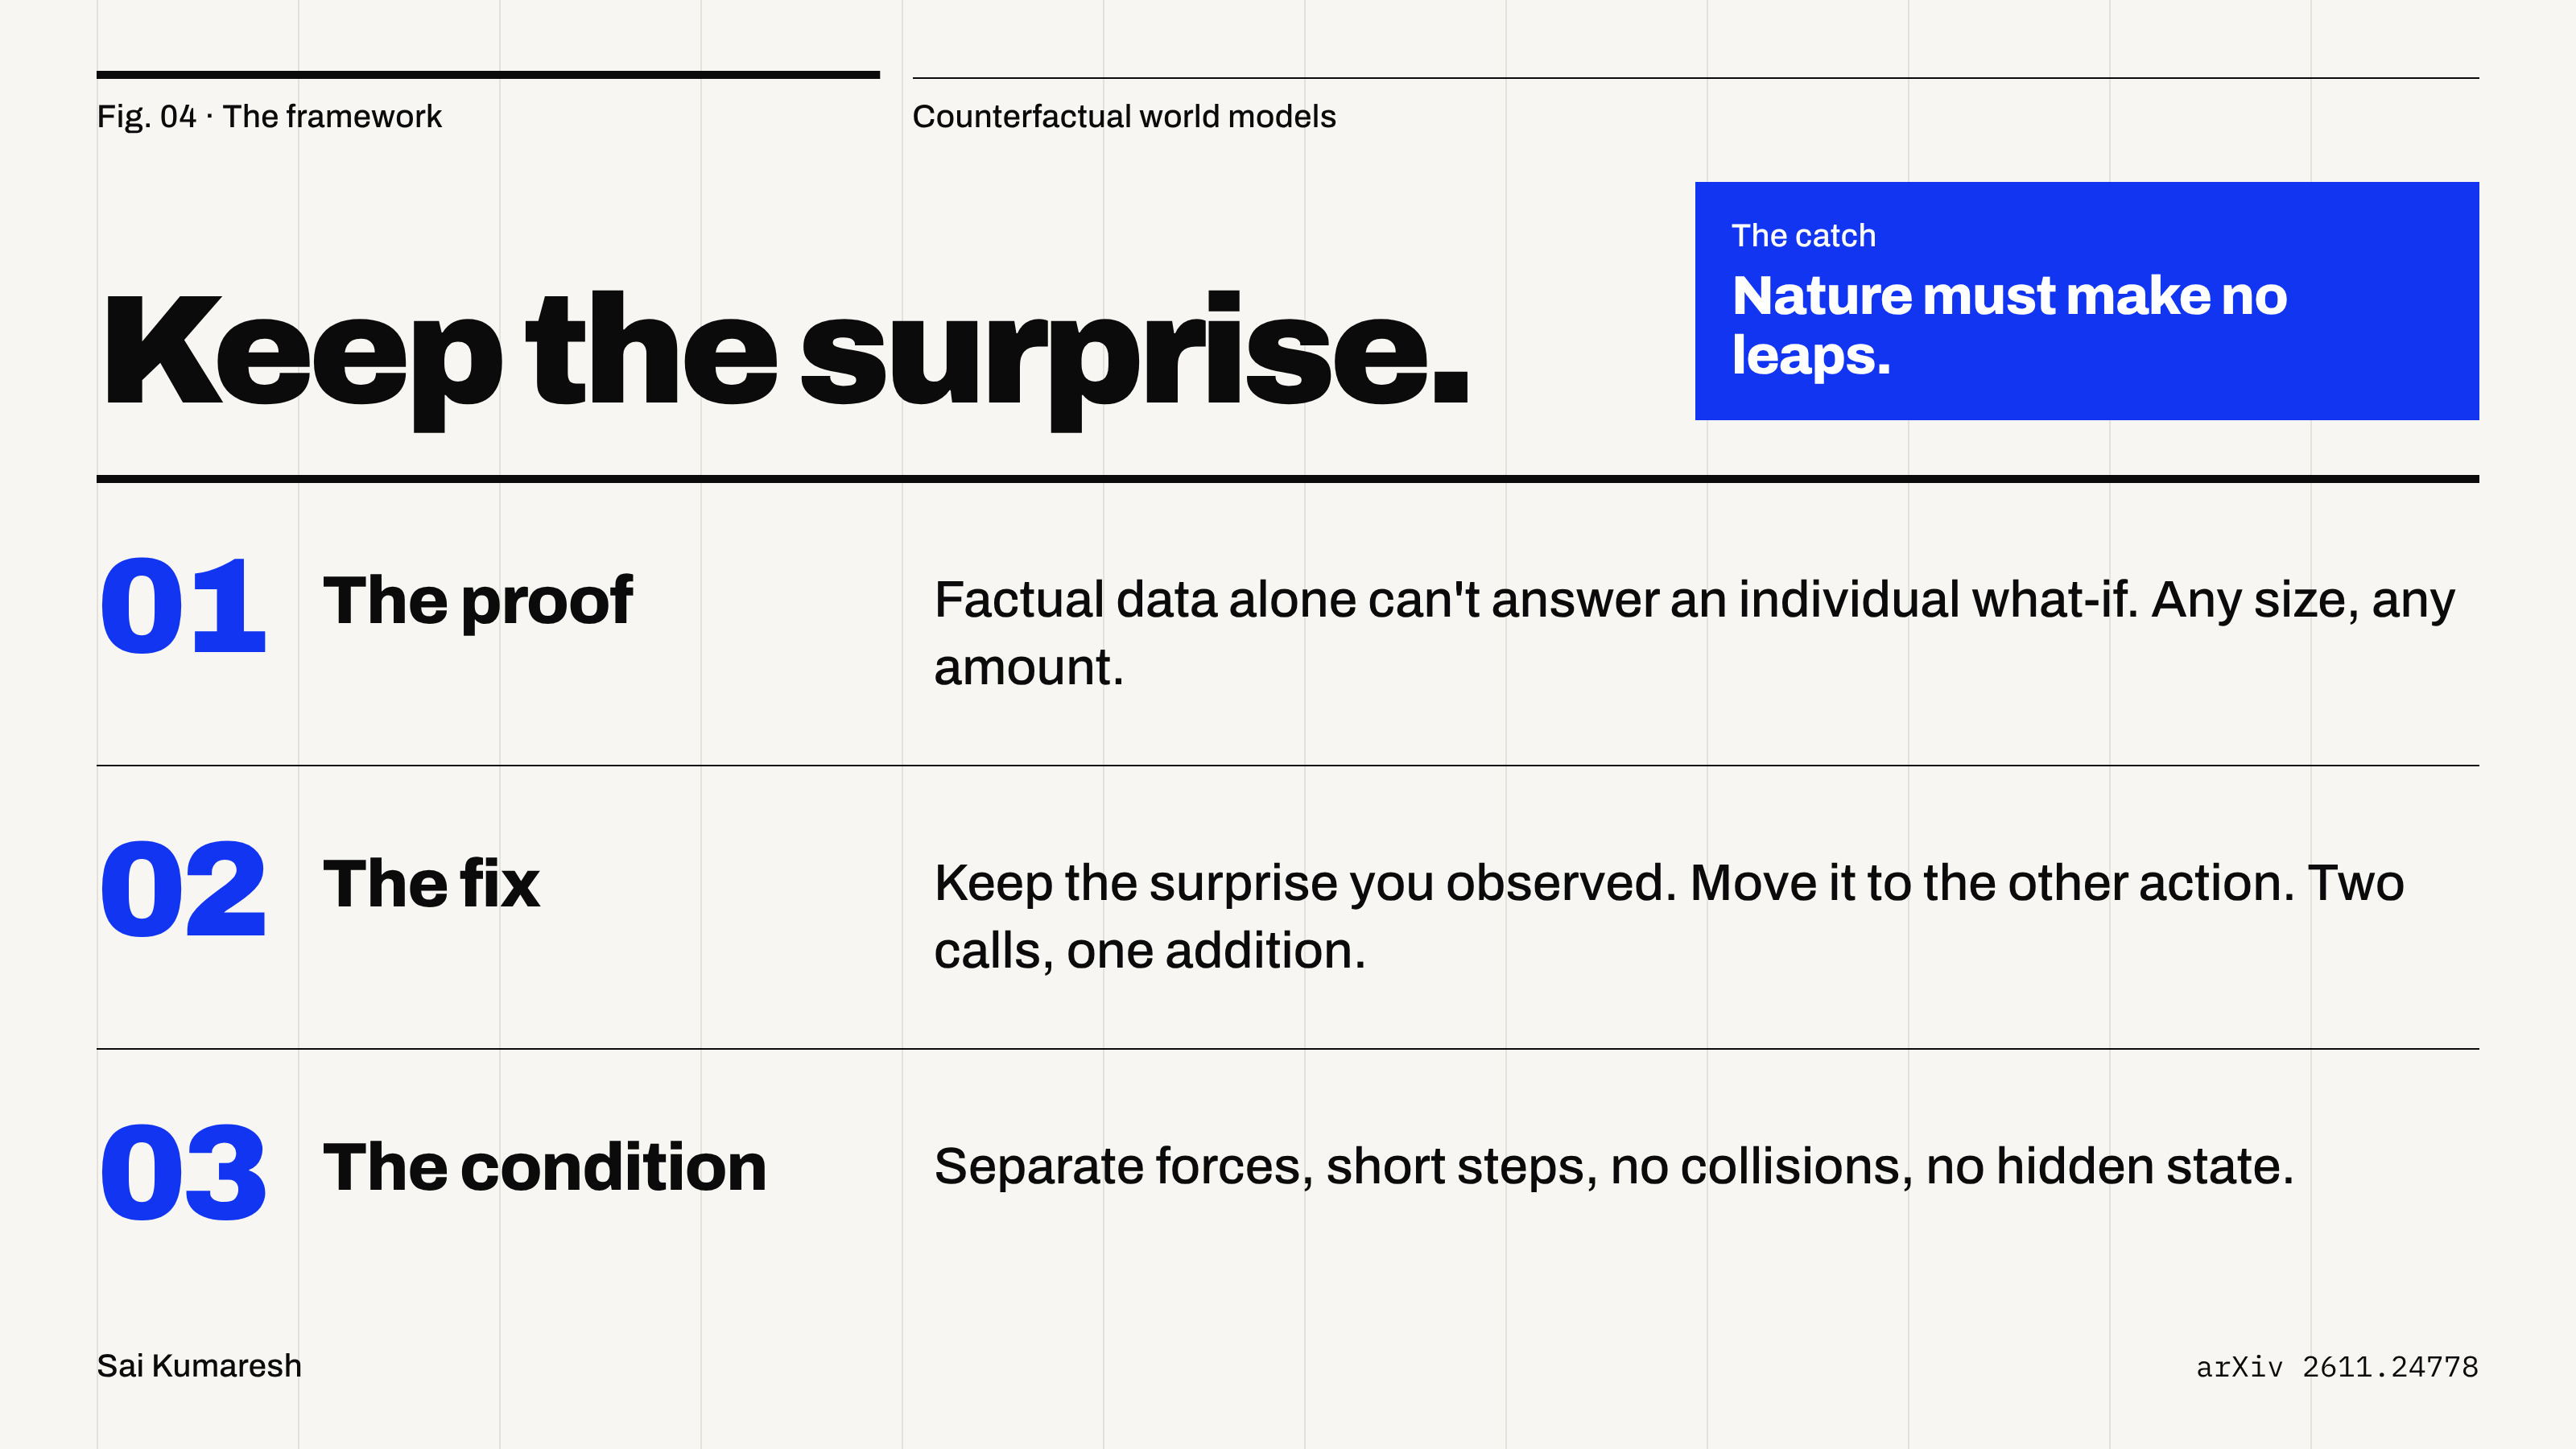 Fig. 04 · The framework
Counterfactual world models
Keep the surprise.
The catch
Nature must make no
leaps.
01
The proof
Factual data alone can't answer an individual what-if. Any size, any
amount.
02
The fix
Keep the surprise you observed. Move it to the other action. Two
calls, one addition.
03
The condition
Separate forces, short steps, no collisions, no hidden state.
Sai Kumaresh
arXiv 2611.24778